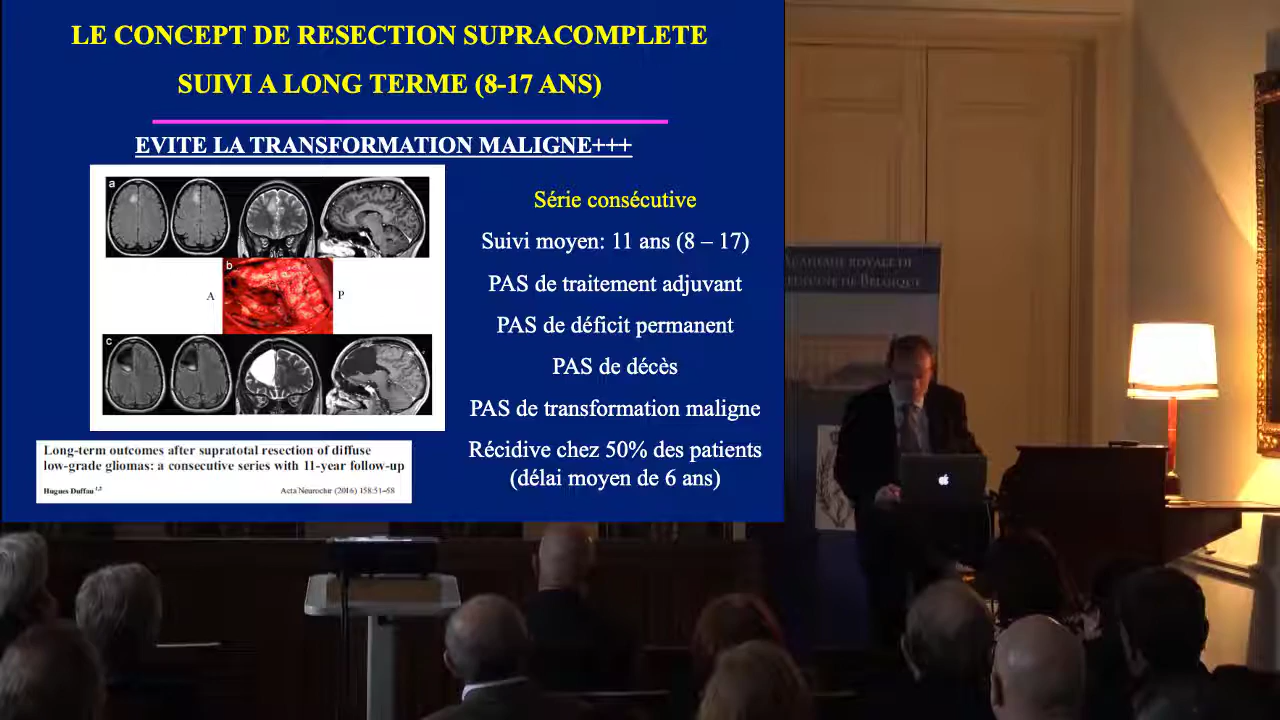 LE CONCEPT DE RESECTION SUPRACOMPLETE
SUIVI A LONG TERME (8-17 ANS)
EVITE LA TRANSFORMATION MALIGNE+++
a
b
A
P
c
Série consécutive
Suivi moyen: 11 ans (8 – 17)
PAS de traitement adjuvant
PAS de déficit permanent
PAS de décès
PAS de transformation maligne
Récidive chez 50% des patients
(délai moyen de 6 ans)
Long-term outcomes after supratotal resection of diffuse
low-grade gliomas: a consecutive series with 11-year follow-up
Hugues Duffau 1,2
Acta Neurochir (2016) 158:51–58
ACADÉMIE ROYALE DE
MÉDECINE DE BELGIQUE